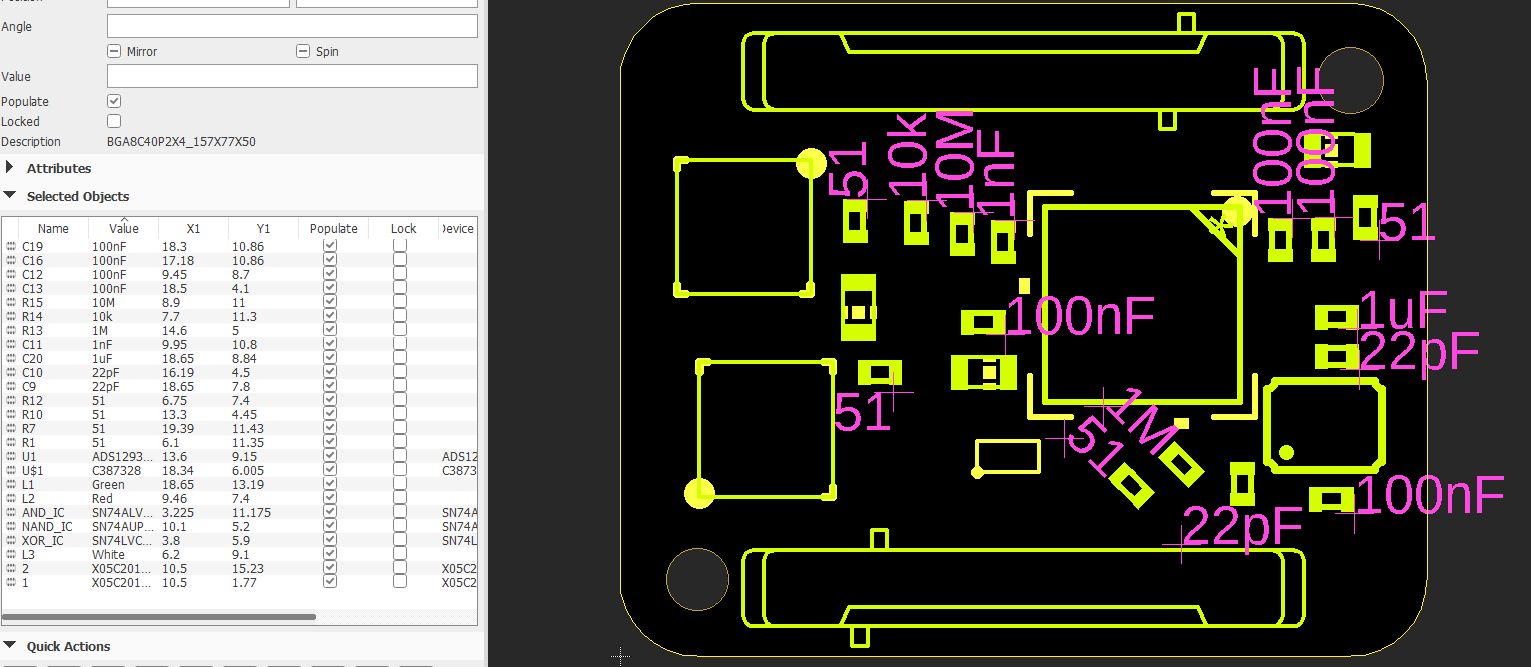 Angle
Mirror
Spin
Value
Populate
Locked
Description BGA8C40P2X4_157X77X50
Attributes
Selected Objects
Name Value X1 Y1 Populate Lock
C19 100nF 18.3 10.86
C16 100nF 17.18 10.86
C12 100nF 9.45 8.7
C13 100nF 18.5 4.1
R15 10M 8.9 11
R14 10k 7.7 11.3
R13 1M 14.6 5
C11 1nF 9.95 10.8
C20 1uF 18.65 8.84
C10 22pF 16.19 4.5
C9 22pF 18.65 7.8
R12 51 6.75 7.4
R10 51 13.3 4.45
R7 51 19.39 11.43
R1 51 6.1 11.35
U1 ADS1293... 13.6 9.15 ADS12
U$1 C387328 18.34 6.005 C3873
L1 Green 18.65 13.19
L2 Red 9.46 7.4
AND_IC SN74ALV... 3.225 11.175 SN74A
NAND_IC SN74AUP... 10.1 5.2 SN74A
XOR_IC SN74LVC... 3.8 5.9 SN74L
L3 White 6.2 9.1
2 X05C201... 10.5 15.23 X05C2
1 X05C201... 10.5 1.77 X05C2
Quick Actions
51
10k
10M
1nF
100nF
100nF
51
100nF
1uF
22pF
51
1M
51
100nF
22pF